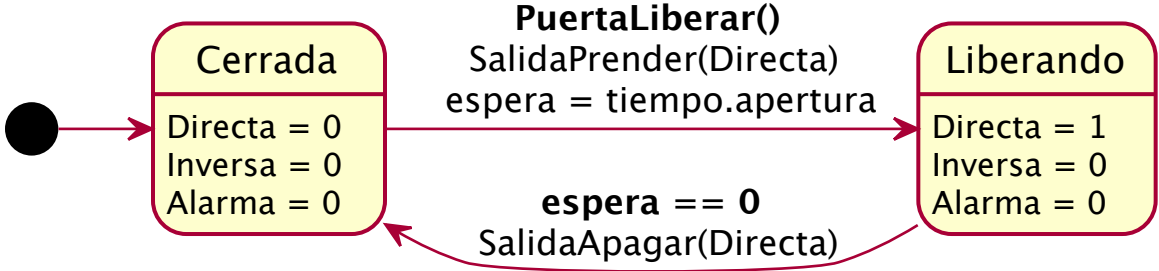 Cerrada
Directa = 0
Inversa = 0
Alarma = 0
PuertaLiberar()
SalidaPrender(Directa)
espera = tiempo.apertura
espera == 0
SalidaApagar(Directa)
Liberando
Directa = 1
Inversa = 0
Alarma = 0